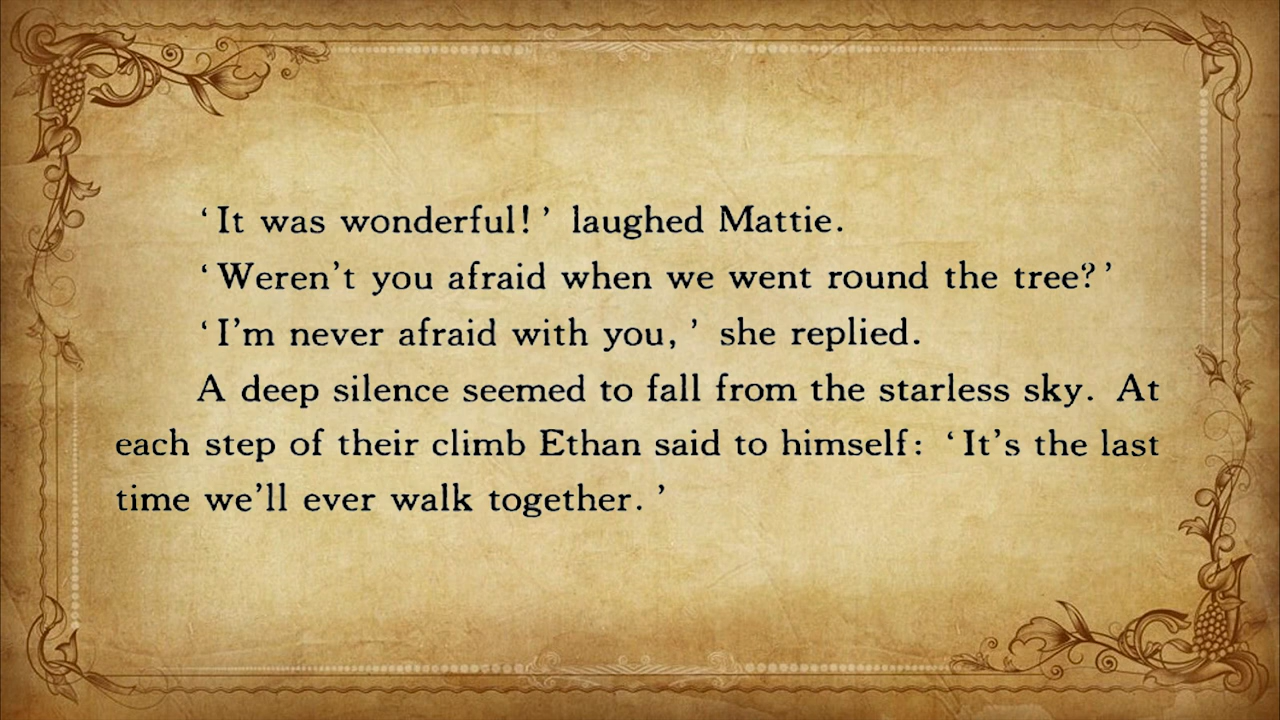 ‘It was wonderful!’ laughed Mattie.
‘Weren’t you afraid when we went round the tree?’
‘I’m never afraid with you,’ she replied.
A deep silence seemed to fall from the starless sky. At
each step of their climb Ethan said to himself: ‘It’s the last
time we’ll ever walk together.’